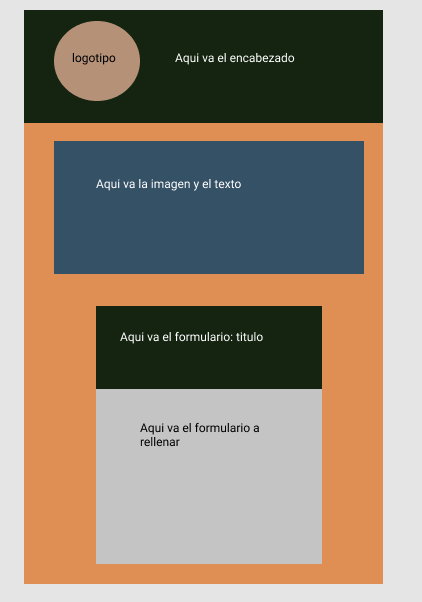 logotipo
Aqui va el encabezado
Aqui va la imagen y el texto
Aqui va el formulario: titulo
Aqui va el formulario a
rellenar